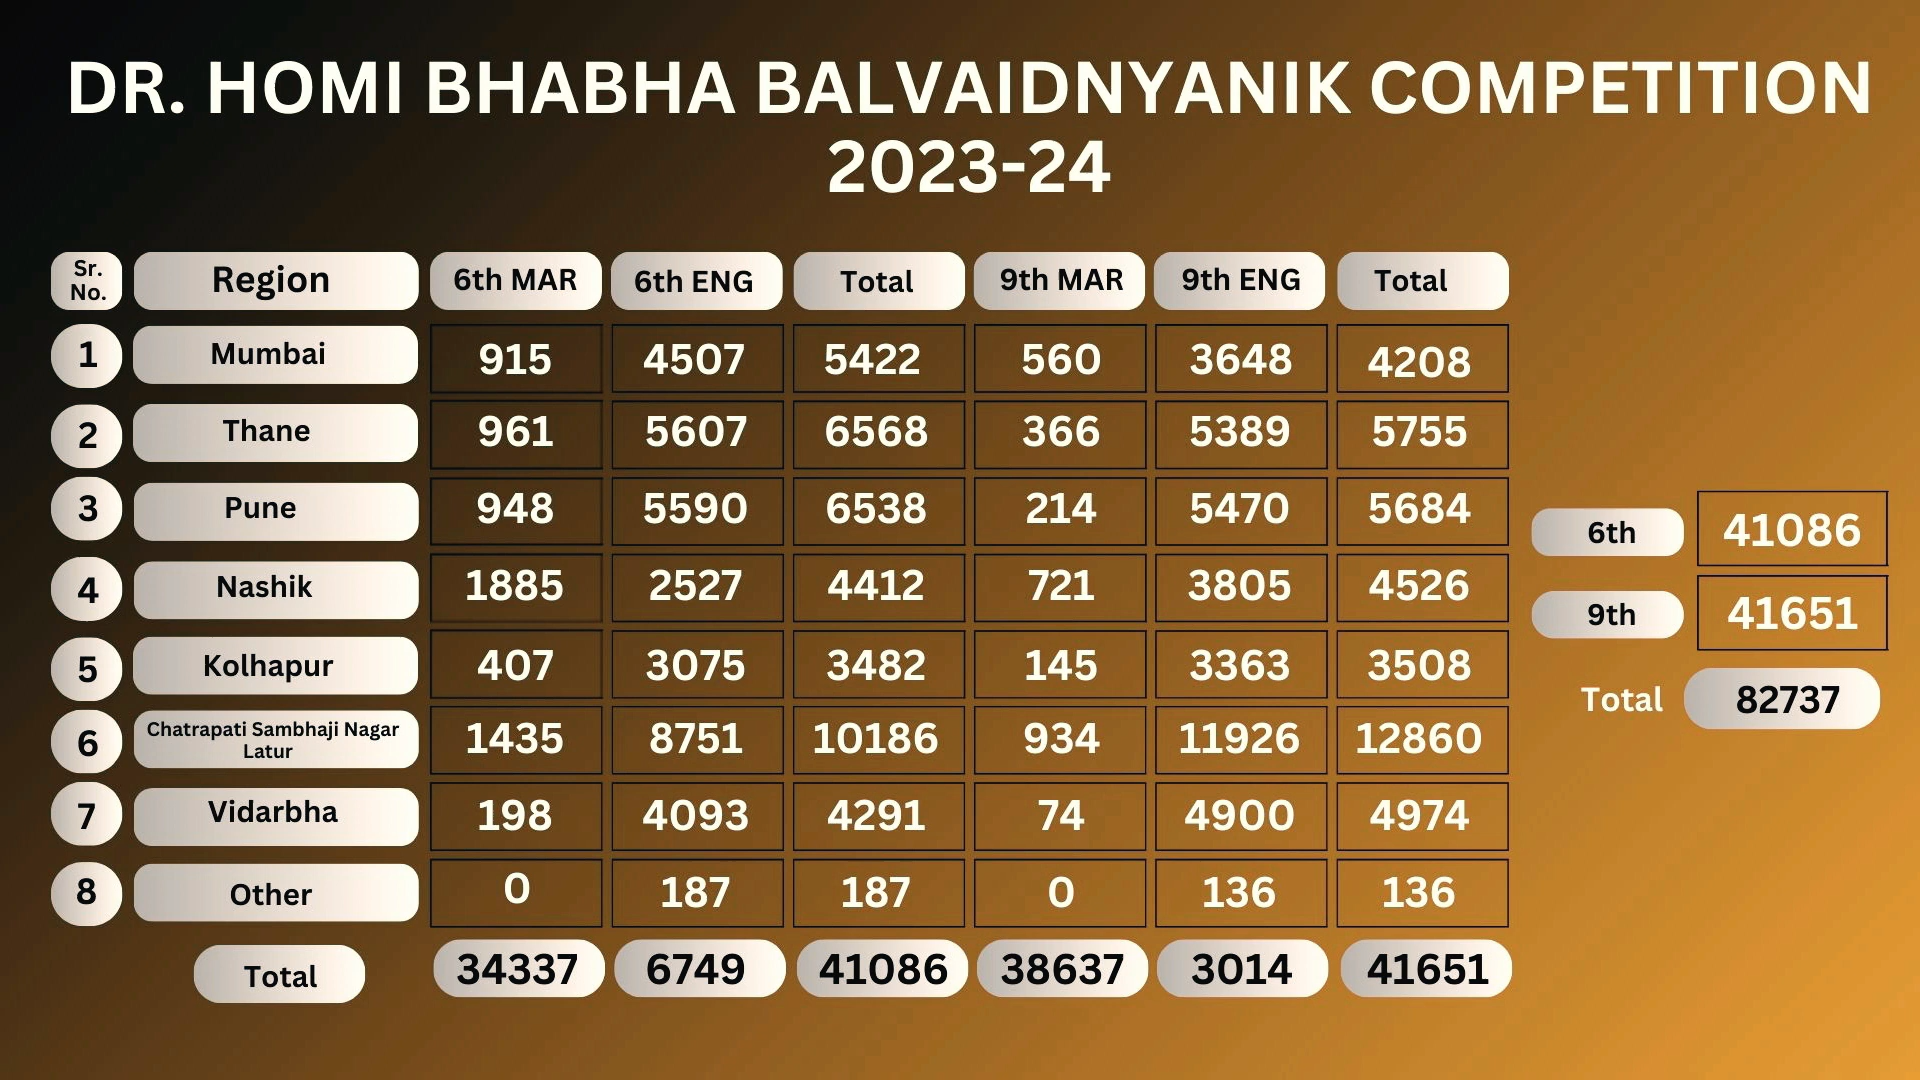 DR. HOMI BHABHA BALVAIDNYANIK COMPETITION
2023-24
Sr. No. Region 6th MAR 6th ENG Total 9th MAR 9th ENG Total
1 Mumbai 915 4507 5422 560 3648 4208
2 Thane 961 5607 6568 366 5389 5755
3 Pune 948 5590 6538 214 5470 5684
4 Nashik 1885 2527 4412 721 3805 4526
5 Kolhapur 407 3075 3482 145 3363 3508
6 Chatrapati Sambhaji Nagar Latur 1435 8751 10186 934 11926 12860
7 Vidarbha 198 4093 4291 74 4900 4974
8 Other 0 187 187 0 136 136
Total 34337 6749 41086 38637 3014 41651
6th 41086
9th 41651
Total 82737